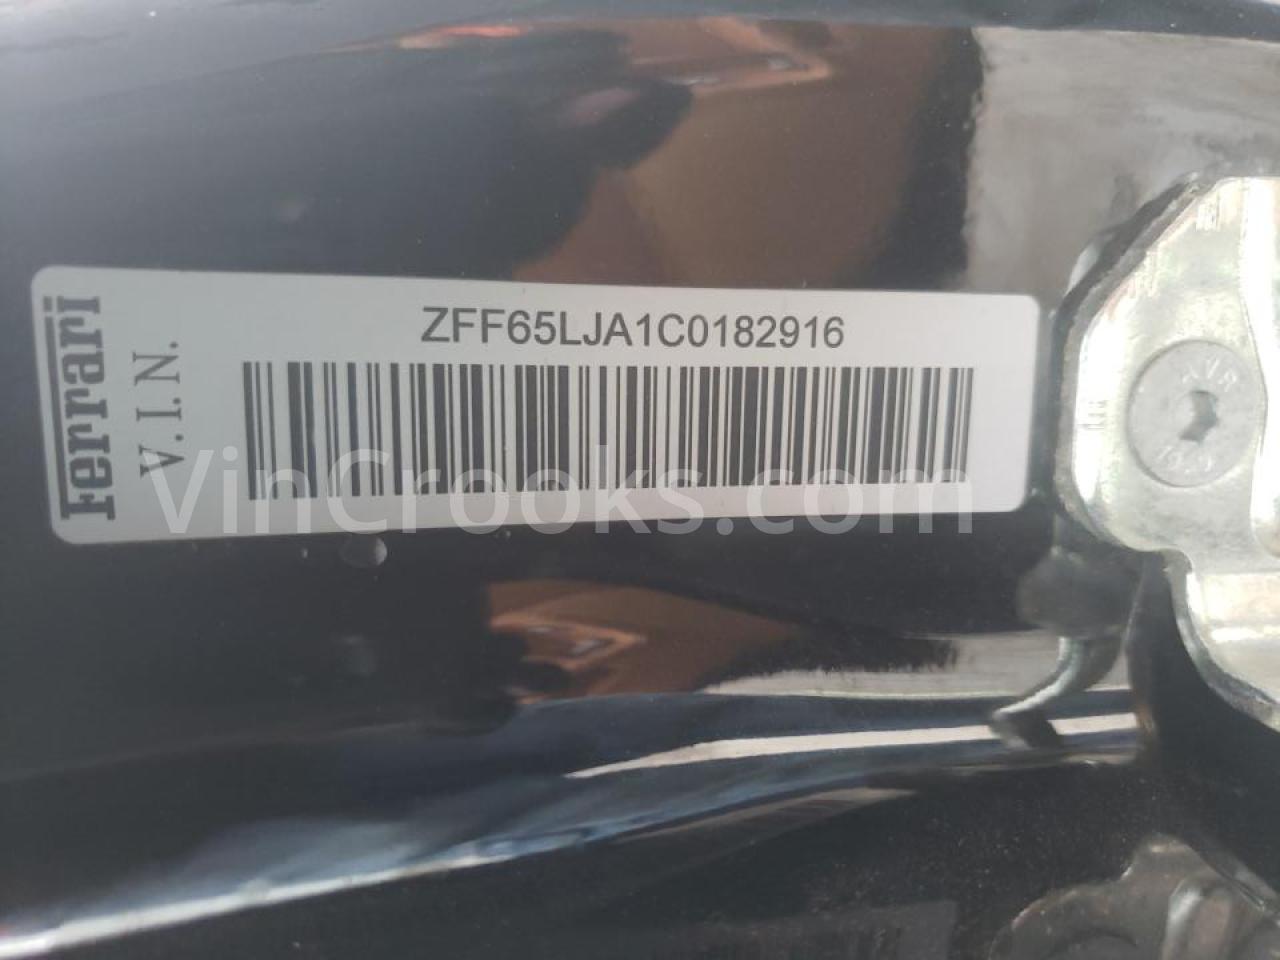 ZFF65LJA1C0182916
Ferrari
V.I.N.
VinCrooks.com